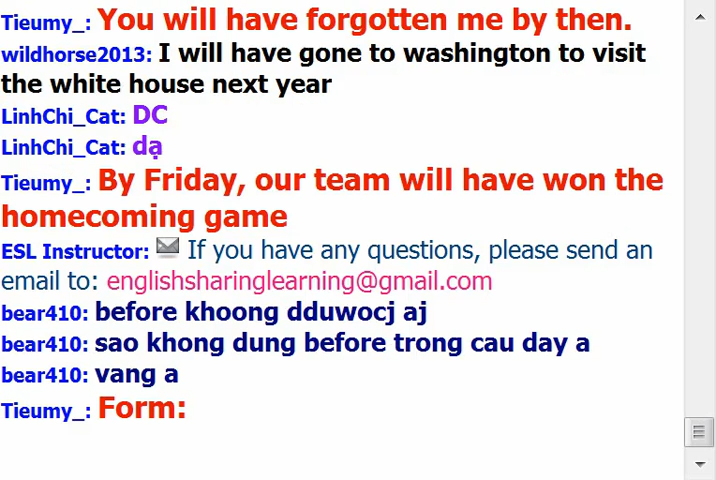 Tieumy_: You will have forgotten me by then.
wildhorse2013: I will have gone to washington to visit
the white house next year
LinhChi_Cat: DC
LinhChi_Cat: dạ
Tieumy_: By Friday, our team will have won the
homecoming game
ESL Instructor: If you have any questions, please send an
email to: englishsharinglearning@gmail.com
bear410: before khoong dduwocj aj
bear410: sao khong dung before trong cau day a
bear410: vang a
Tieumy_: Form: